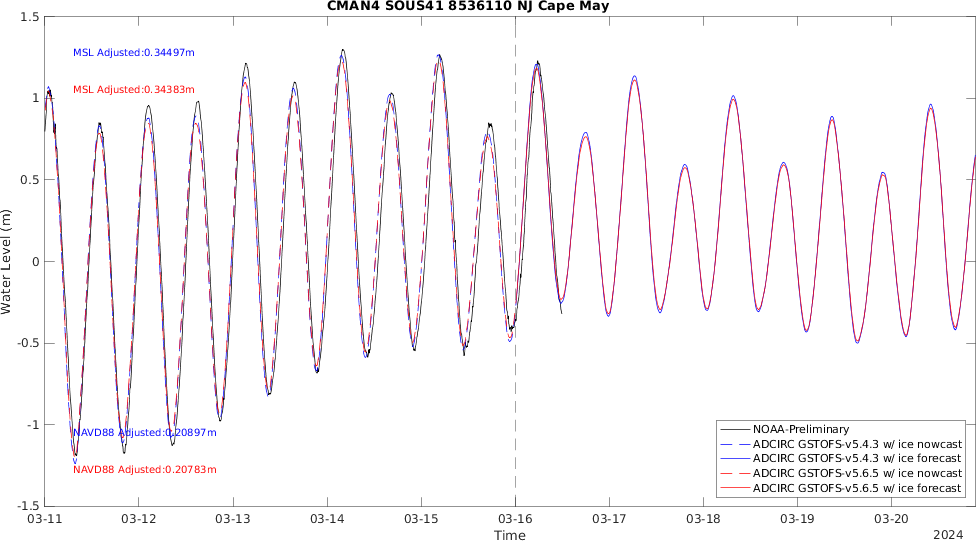 CMAN4 SOUS41 8536110 NJ Cape May
1.5
1
0.5
0
-0.5
-1
-1.5
Water Level (m)
MSL Adjusted:0.34497m
MSL Adjusted:0.34383m
NAVD88 Adjusted:0.20897m
NAVD88 Adjusted:0.20783m
NOAA-Preliminary
ADCIRC GSTOFS-v5.4.3 w/ ice nowcast
ADCIRC GSTOFS-v5.4.3 w/ ice forecast
ADCIRC GSTOFS-v5.6.5 w/ ice nowcast
ADCIRC GSTOFS-v5.6.5 w/ ice forecast
03-11 03-12 03-13 03-14 03-15 03-16 03-17 03-18 03-19 03-20
Time
2024